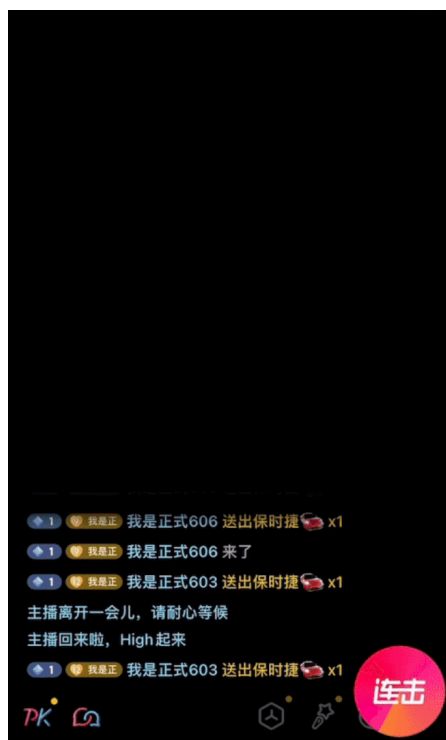 1 我是正 我是正式606 送出保时捷 x1
1 我是正 我是正式606 来了
1 我是正 我是正式603 送出保时捷 x1
主播离开一会儿，请耐心等候
主播回来啦，High起来
1 我是正 我是正式603 送出保时捷 x1
连击
PK